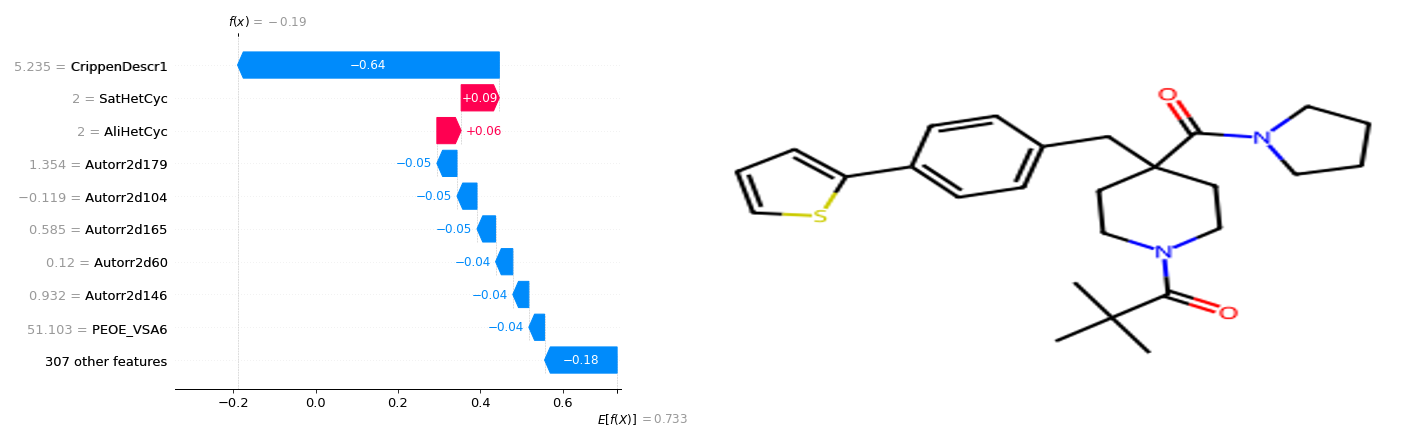 f(x) = −0.19
5.235 = CrippenDescr1
−0.64
2 = SatHetCyc
+0.09
2 = AliHetCyc
+0.06
1.354 = Autorr2d179
−0.05
−0.119 = Autorr2d104
−0.05
0.585 = Autorr2d165
−0.05
0.12 = Autorr2d60
−0.04
0.932 = Autorr2d146
−0.04
51.103 = PEOE_VSA6
−0.04
307 other features
−0.18
−0.2 0.0 0.2 0.4 0.6
E[f(X)] = 0.733
O
N
S
N
O